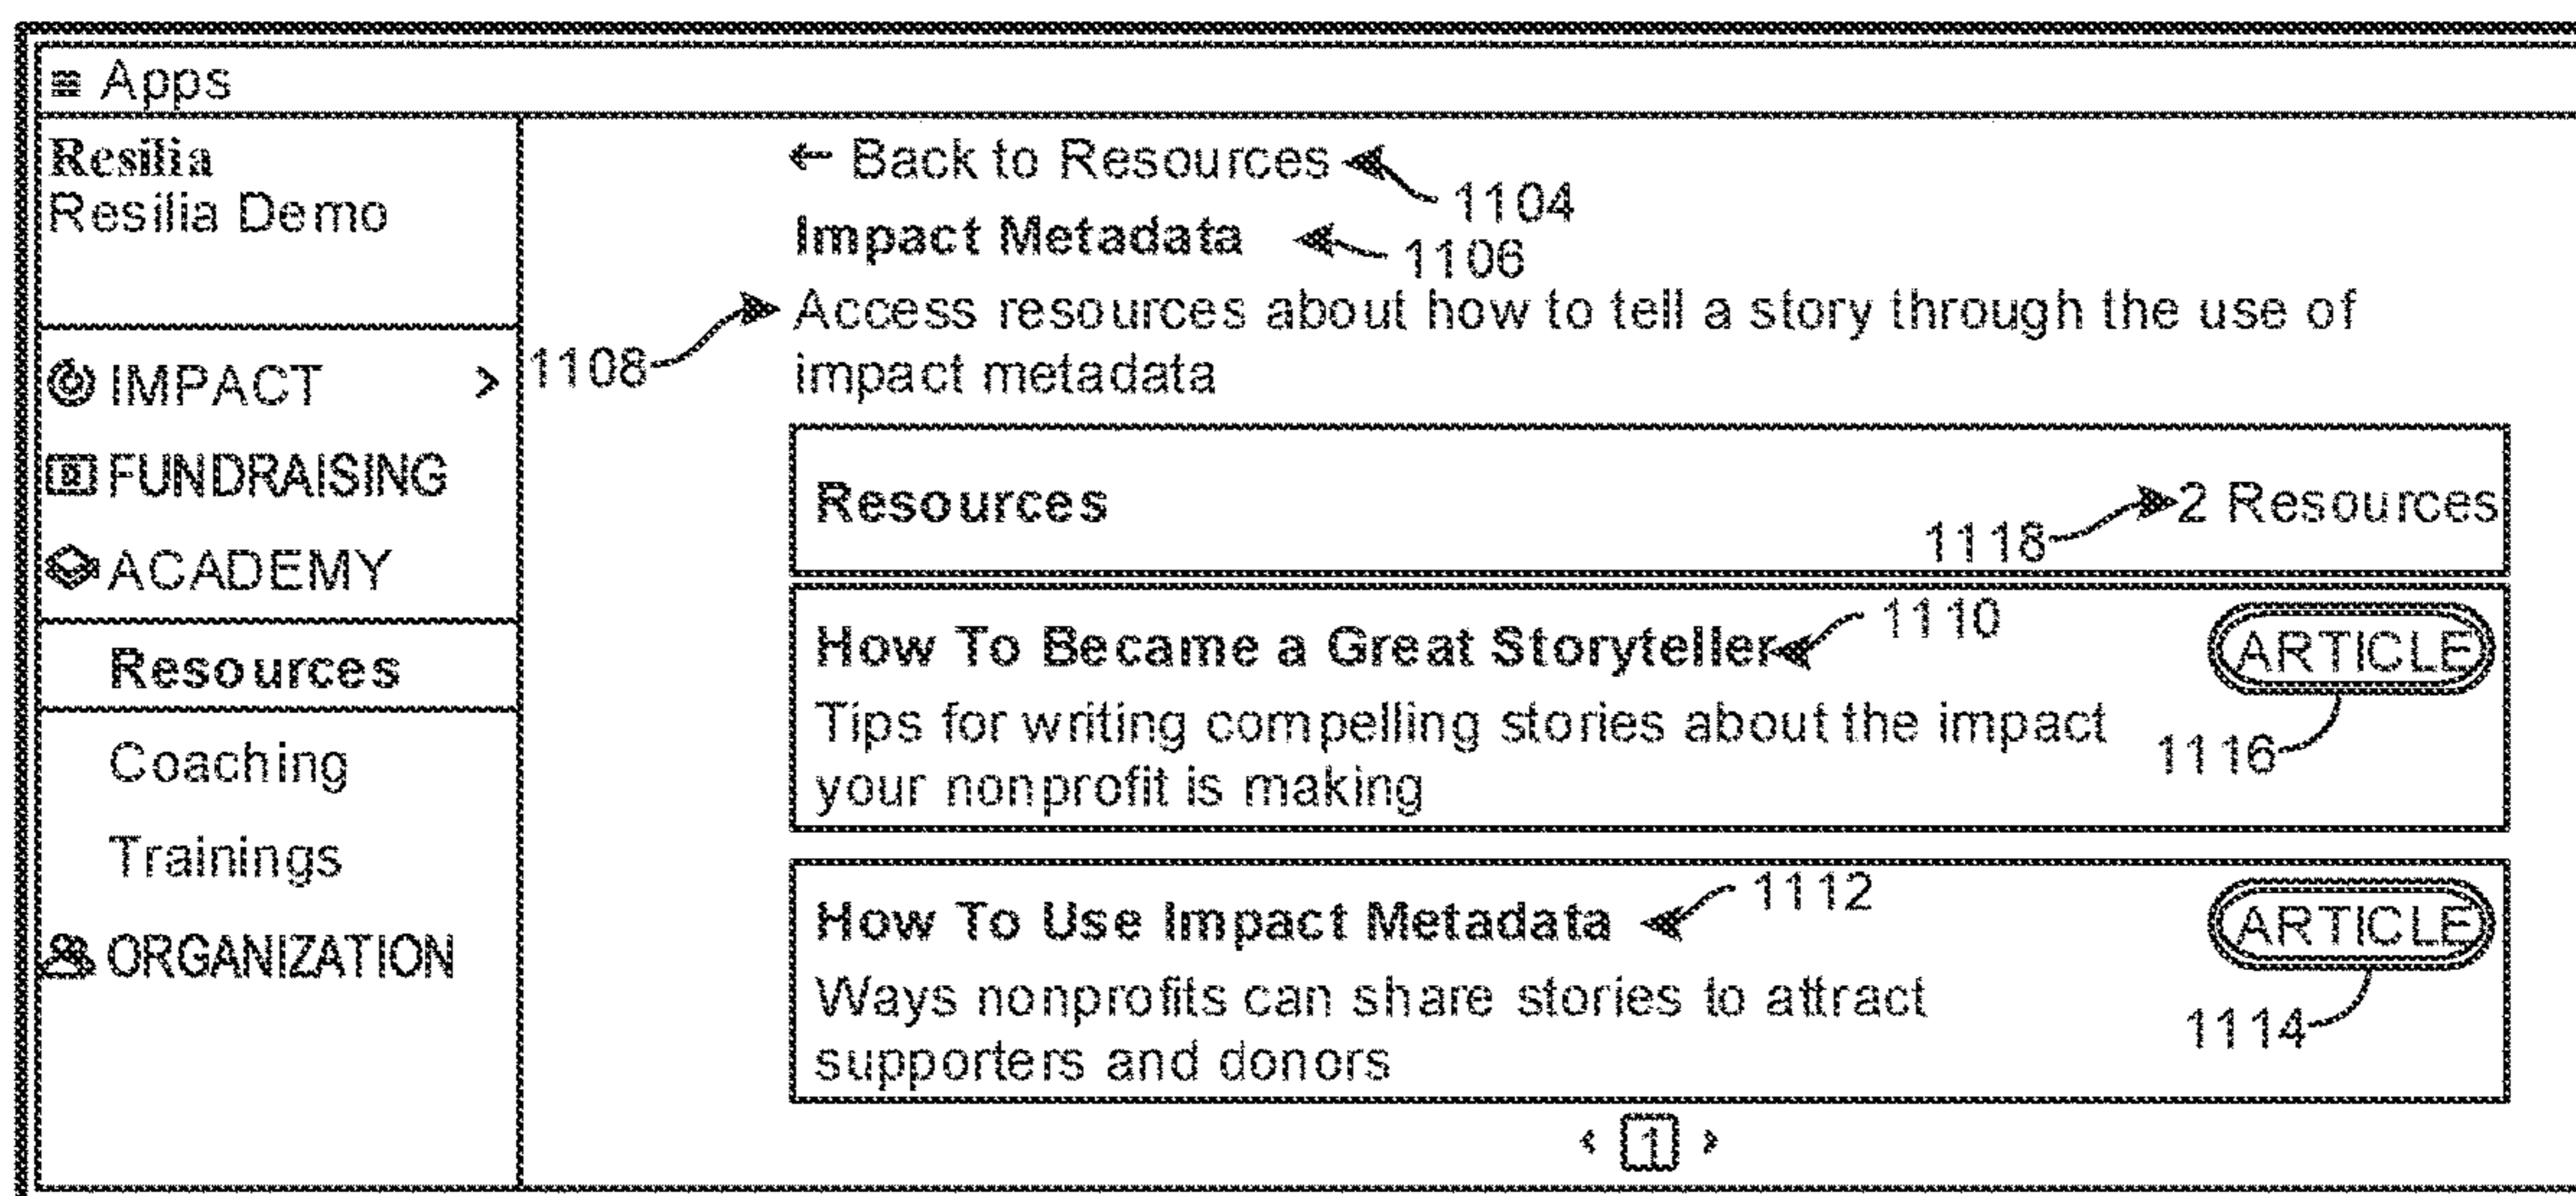 Apps
Resilia
Resilia Demo
IMPACT >
FUNDRAISING
ACADEMY
Resources
Coaching
Trainings
ORGANIZATION
← Back to Resources
1104
Impact Metadata
1106
1108
Access resources about how to tell a story through the use of
impact metadata
Resources
2 Resources
1118
How To Became a Great Storyteller
1110
ARTICLE
Tips for writing compelling stories about the impact
your nonprofit is making
1116
How To Use Impact Metadata
1112
ARTICLE
Ways nonprofits can share stories to attract
supporters and donors
1114
‹ 1 ›